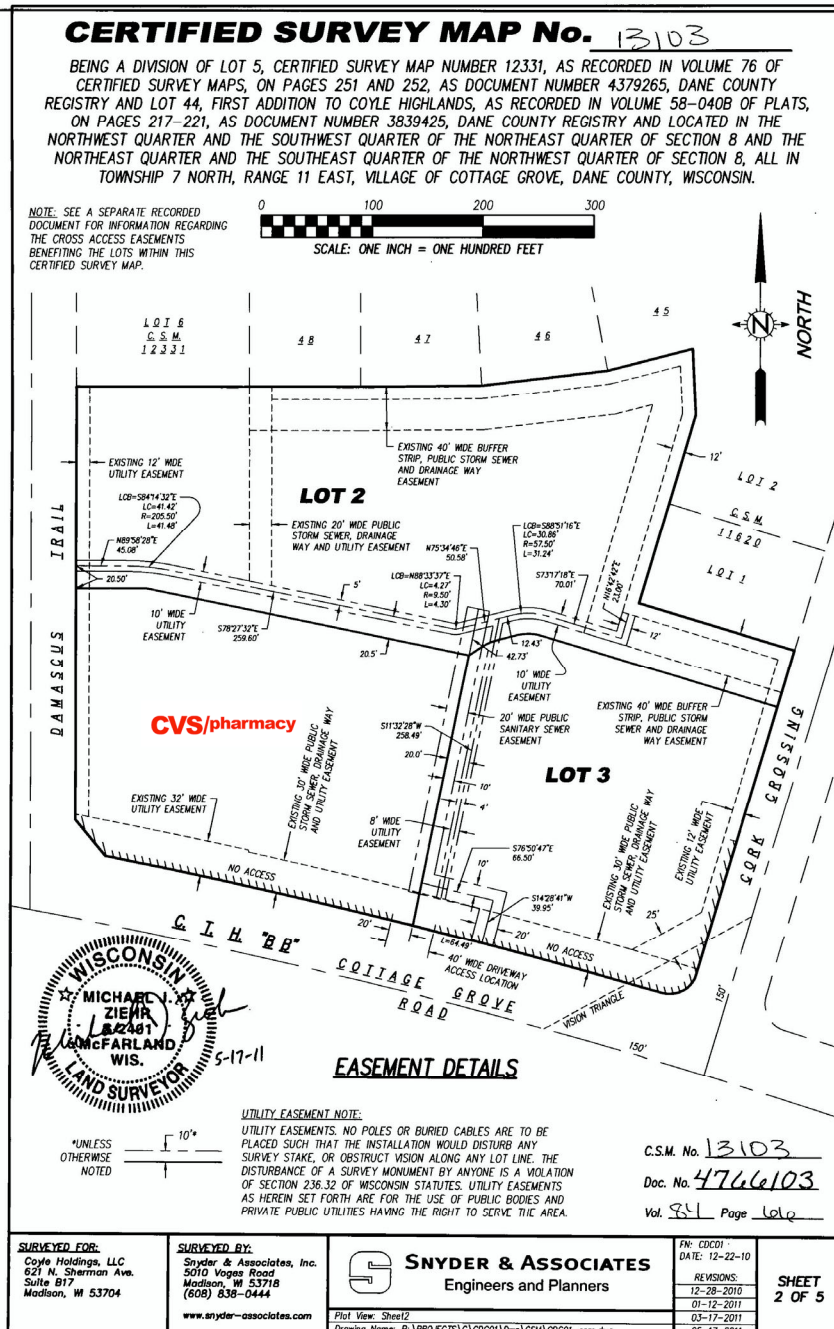 CERTIFIED SURVEY MAP No. 13103
BEING A DIVISION OF LOT 5, CERTIFIED SURVEY MAP NUMBER 12331, AS RECORDED IN VOLUME 76 OF
CERTIFIED SURVEY MAPS, ON PAGES 251 AND 252, AS DOCUMENT NUMBER 4379265, DANE COUNTY
REGISTRY AND LOT 44, FIRST ADDITION TO COYLE HIGHLANDS, AS RECORDED IN VOLUME 58-040B OF PLATS,
ON PAGES 217-221, AS DOCUMENT NUMBER 3839425, DANE COUNTY REGISTRY AND LOCATED IN THE
NORTHWEST QUARTER AND THE SOUTHWEST QUARTER OF THE NORTHEAST QUARTER OF SECTION 8 AND THE
NORTHEAST QUARTER AND THE SOUTHEAST QUARTER OF THE NORTHWEST QUARTER OF SECTION 8, ALL IN
TOWNSHIP 7 NORTH, RANGE 11 EAST, VILLAGE OF COTTAGE GROVE, DANE COUNTY, WISCONSIN.
NOTE: SEE A SEPARATE RECORDED
DOCUMENT FOR INFORMATION REGARDING
THE CROSS ACCESS EASEMENTS
BENEFITING THE LOTS WITHIN THIS
CERTIFIED SURVEY MAP.
0 100 200 300
SCALE: ONE INCH = ONE HUNDRED FEET
N
NORTH
LOT 6
C.S.M.
12331
48
47
46
45
EXISTING 12' WIDE
UTILITY EASEMENT
EXISTING 40' WIDE BUFFER
STRIP, PUBLIC STORM SEWER
AND DRAINAGE WAY
EASEMENT
12'
LOT 2
C.S.M.
11620
LOT 1
LOT 2
LCB=S84°14'32"E
LC=41.42'
R=205.50'
L=41.48'
N89°58'28"E
45.08'
20.50'
EXISTING 20' WIDE PUBLIC
STORM SEWER, DRAINAGE
WAY AND UTILITY EASEMENT
N75°34'46"E
50.58'
LCB=S88°51'16"E
LC=30.86'
R=57.50'
L=31.24'
S73°17'18"E
70.01'
N16°42'42"E
23.00'
LCB=N88°33'37"E
LC=4.27'
R=9.50'
L=4.30'
5'
10' WIDE
UTILITY
EASEMENT
S78°27'32"E
259.60'
20.5'
12.43'
42.73'
12'
10' WIDE
UTILITY
EASEMENT
DAMASCUS TRAIL
CVS/pharmacy
S11°32'28"W
258.49'
20.0'
20' WIDE PUBLIC
SANITARY SEWER
EASEMENT
EXISTING 40' WIDE BUFFER
STRIP, PUBLIC STORM
SEWER AND DRAINAGE
WAY EASEMENT
LOT 3
CORK CROSSING
EXISTING 30' WIDE PUBLIC
STORM SEWER, DRAINAGE WAY
AND UTILITY EASEMENT
EXISTING 32' WIDE
UTILITY EASEMENT
10'
4'
8' WIDE
UTILITY
EASEMENT
S76°50'47"E
66.50'
10'
S14°28'41"W
39.95'
EXISTING 30' WIDE PUBLIC
STORM SEWER, DRAINAGE WAY
AND UTILITY EASEMENT
EXISTING 12' WIDE
UTILITY EASEMENT
25'
NO ACCESS
NO ACCESS
20'
20'
L=64.49'
40' WIDE DRIVEWAY
ACCESS LOCATION
C. T. H. "BB"
COTTAGE GROVE
ROAD
VISION TRIANGLE
150'
150'
WISCONSIN
MICHAEL J.
ZIEHR
S-2401
McFARLAND
WIS.
LAND SURVEYOR
5-17-11
EASEMENT DETAILS
*UNLESS
OTHERWISE
NOTED
10'*
UTILITY EASEMENT NOTE:
UTILITY EASEMENTS. NO POLES OR BURIED CABLES ARE TO BE
PLACED SUCH THAT THE INSTALLATION WOULD DISTURB ANY
SURVEY STAKE, OR OBSTRUCT VISION ALONG ANY LOT LINE. THE
DISTURBANCE OF A SURVEY MONUMENT BY ANYONE IS A VIOLATION
OF SECTION 236.32 OF WISCONSIN STATUTES. UTILITY EASEMENTS
AS HEREIN SET FORTH ARE FOR THE USE OF PUBLIC BODIES AND
PRIVATE PUBLIC UTILITIES HAVING THE RIGHT TO SERVE THE AREA.
C.S.M. No. 13103
Doc. No. 4766103
Vol. 84 Page 66
SURVEYED FOR:
Coyle Holdings, LLC
621 N. Sherman Ave.
Suite B17
Madison, WI 53704
SURVEYED BY:
Snyder & Associates, Inc.
5010 Voges Road
Madison, WI 53718
(608) 838-0444
www.snyder-associates.com
SNYDER & ASSOCIATES
Engineers and Planners
Plot View: Sheet2
FN: CDC01
DATE: 12-22-10
REVISIONS:
12-28-2010
01-12-2011
03-17-2011
SHEET
2 OF 5